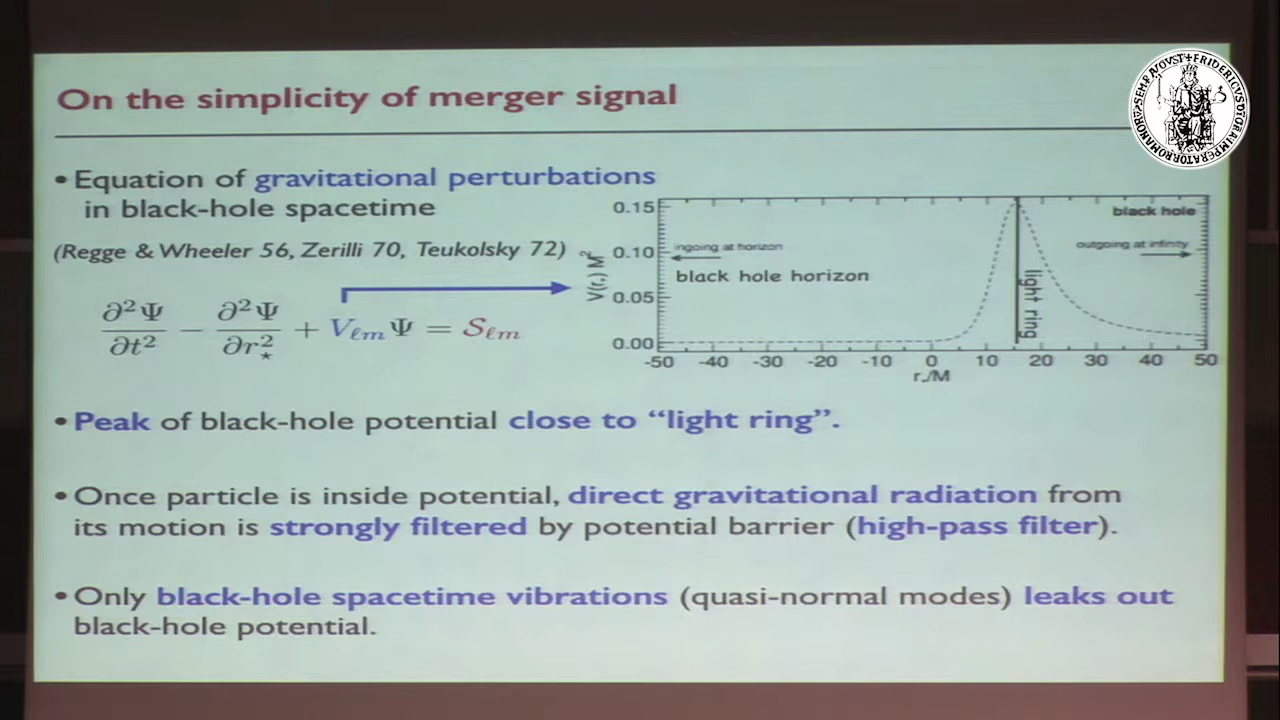 On the simplicity of merger signal
• Equation of gravitational perturbations
in black-hole spacetime
(Regge & Wheeler 56, Zerilli 70, Teukolsky 72)
∂²Ψ/∂t² − ∂²Ψ/∂r⋆² + Vℓm Ψ = Sℓm
0.15
0.10
0.05
0.00
V(r⋆) M²
ingoing at horizon
black hole horizon
black hole
outgoing at infinity
light ring
-50 -40 -30 -20 -10 0 10 20 30 40 50
r⋆/M
• Peak of black-hole potential close to “light ring”.
• Once particle is inside potential, direct gravitational radiation from
its motion is strongly filtered by potential barrier (high-pass filter).
• Only black-hole spacetime vibrations (quasi-normal modes) leaks out
black-hole potential.